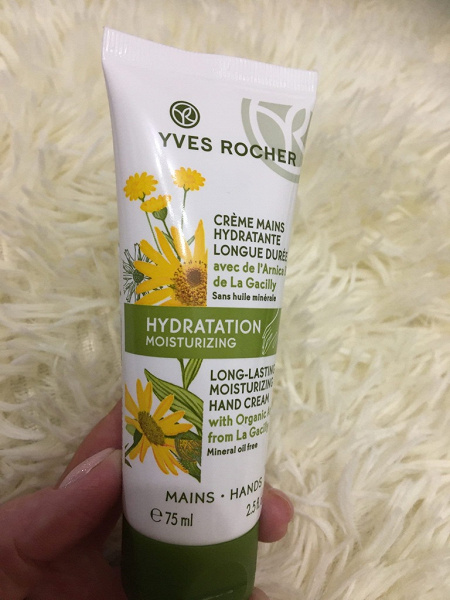 YVES ROCHER
CRÈME MAINS
HYDRATANTE
LONGUE DURÉE
avec de l'Arnica
de La Gacilly
Sans huile minérale
HYDRATATION
MOISTURIZING
LONG-LASTING
MOISTURIZING
HAND CREAM
with Organic
from La Gacilly
Mineral oil free
MAINS • HANDS
℮ 75 ml
2.5